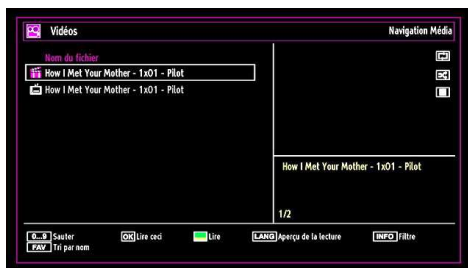 Vidéos Navigation Média
Nom du fichier
How I Met Your Mother - 1x01 - Pilot
How I Met Your Mother - 1x01 - Pilot
How I Met Your Mother - 1x01 - Pilot
1/2
0...9 Sauter OK Lire ceci Lire LANG Aperçu de la lecture INFO Filtre
FAV Tri par nom